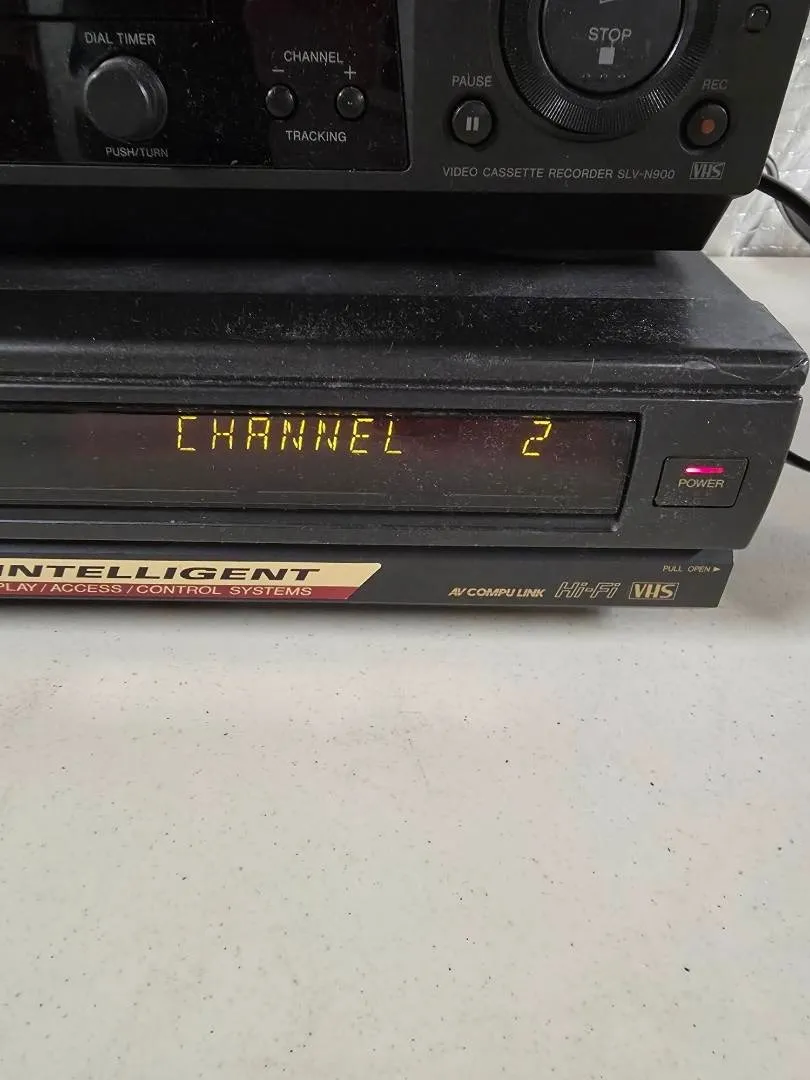 DIAL TIMER
PUSH/TURN
CHANNEL
- +
TRACKING
STOP
PAUSE
REC
VIDEO CASSETTE RECORDER SLV-N900 VHS
CHANNEL 2
POWER
INTELLIGENT
PLAY/ACCESS/CONTROL SYSTEMS
PULL OPEN
AV COMPU LINK Hi-Fi VHS